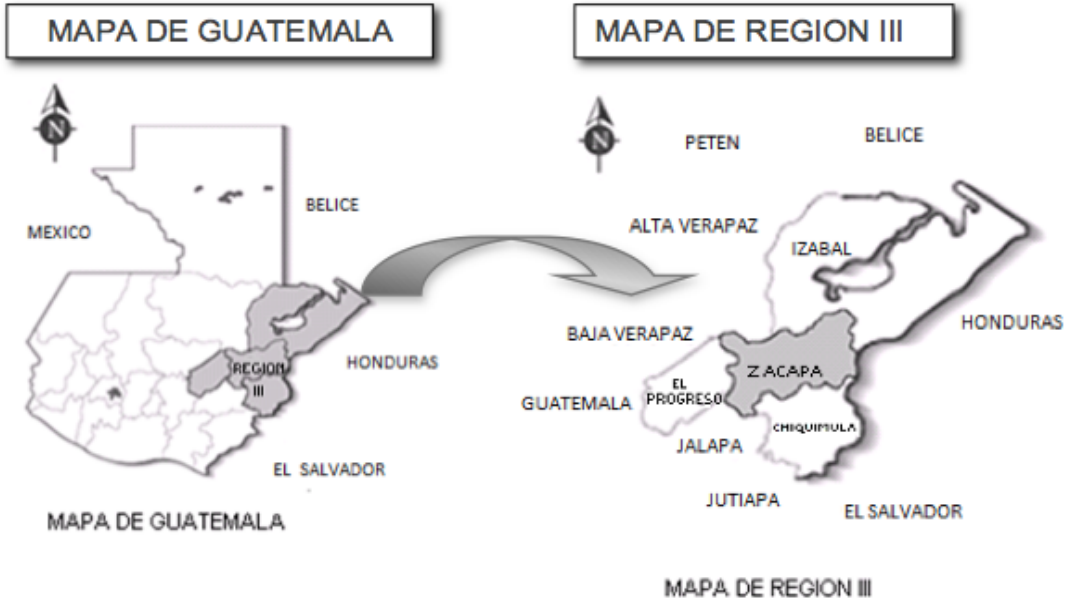 MAPA DE GUATEMALA
N
BELICE
MEXICO
HONDURAS
REGION
III
EL SALVADOR
MAPA DE GUATEMALA
MAPA DE REGION III
N
PETEN
BELICE
ALTA VERAPAZ
IZABAL
BAJA VERAPAZ
HONDURAS
ZACAPA
EL
PROGRESO
GUATEMALA
CHIQUIMULA
JALAPA
JUTIAPA
EL SALVADOR
MAPA DE REGION III